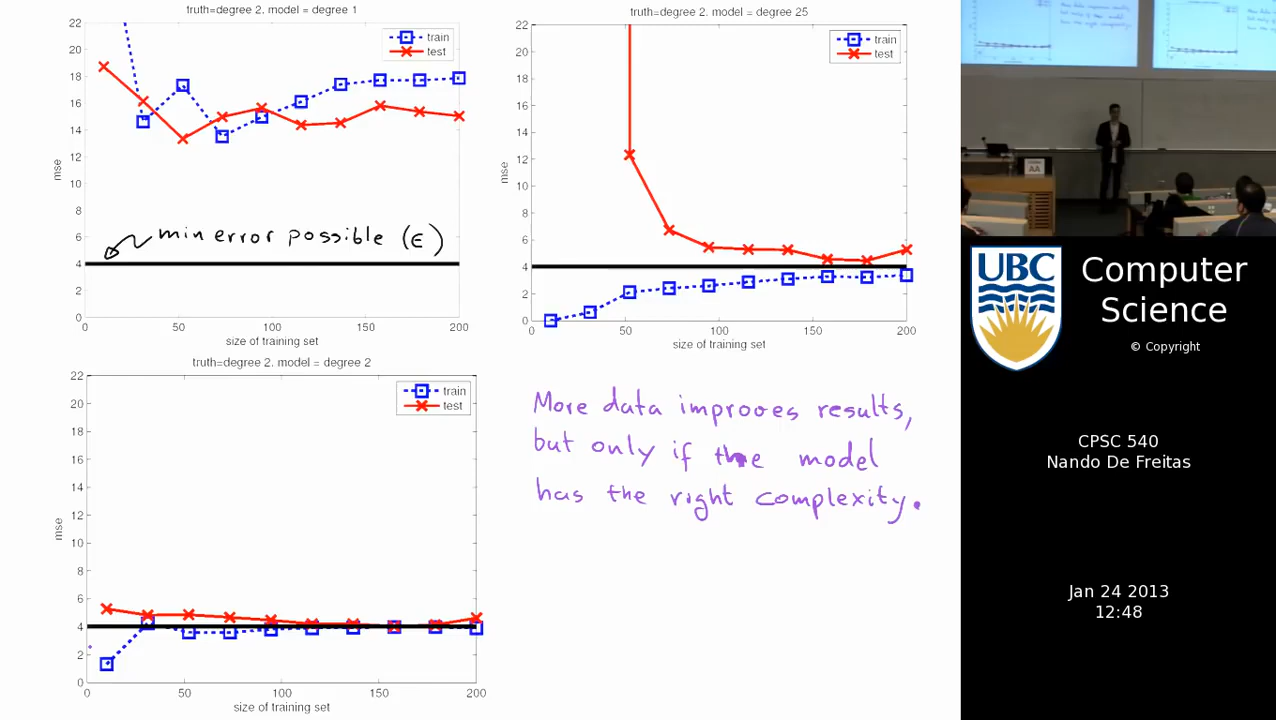 truth=degree 2. model = degree 1
22
20
18
16
14
12
10
8
6
4
2
0
mse
train
test
min error possible (ϵ)
0
50
100
150
200
size of training set
truth=degree 2. model = degree 25
22
20
18
16
14
12
10
8
6
4
2
0
mse
train
test
0
50
100
150
200
size of training set
truth=degree 2. model = degree 2
22
20
18
16
14
12
10
8
6
4
2
0
mse
train
test
0
50
100
150
200
size of training set
More data improves results,
but only if the model
has the right complexity.
AA
UBC
Computer
Science
© Copyright
CPSC 540
Nando De Freitas
Jan 24 2013
12:48